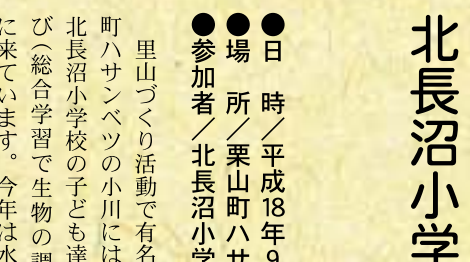 北長沼小学
●日　時／平成18年9
●場　所／栗山町ハサ
●参加者／北長沼小学
里山づくり活動で有名
町ハサンベツの小川には
北長沼小学校の子ども達
び（総合学習で生物の調
に来ています。今年は水